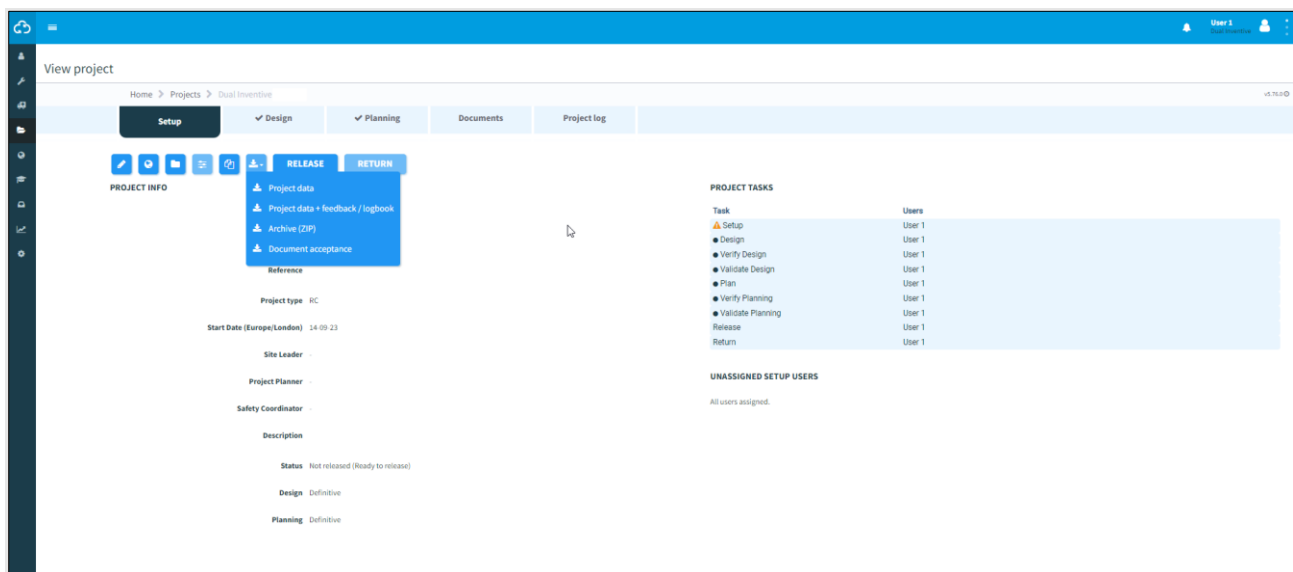 User 1
Dual Inventive
View project
Home > Projects > Dual Inventive
v5.76.0
Setup
Design
Planning
Documents
Project log
RELEASE
RETURN
Project data
Project data + feedback / logbook
Archive (ZIP)
Document acceptance
PROJECT INFO
Reference
Project type RC
Start Date (Europe/London) 14-09-23
Site Leader -
Project Planner -
Safety Coordinator -
Description
Status Not released (Ready to release)
Design Definitive
Planning Definitive
PROJECT TASKS
Task Users
Setup User 1
Design User 1
Verify Design User 1
Validate Design User 1
Plan User 1
Verify Planning User 1
Validate Planning User 1
Release User 1
Return User 1
UNASSIGNED SETUP USERS
All users assigned.